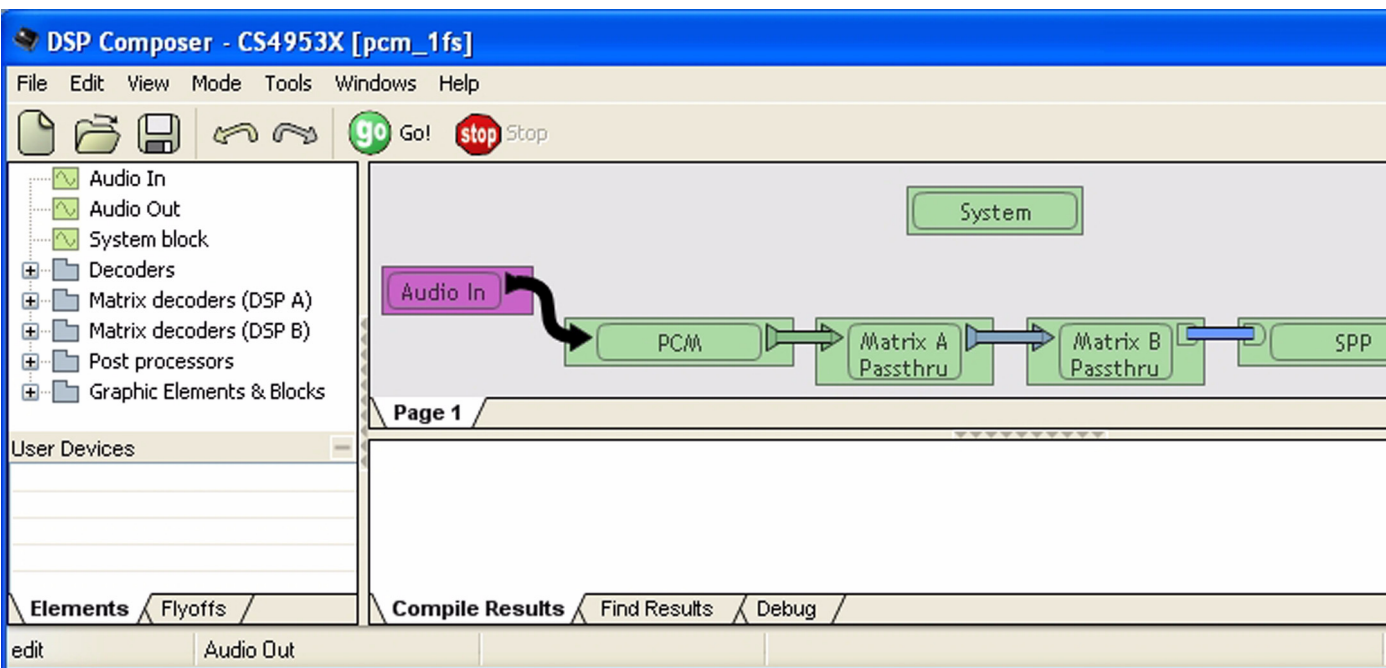 DSP Composer - CS4953X [pcm_1fs]
File Edit View Mode Tools Windows Help
go Go! stop Stop
Audio In
Audio Out
System block
Decoders
Matrix decoders (DSP A)
Matrix decoders (DSP B)
Post processors
Graphic Elements & Blocks
User Devices
Elements Flyoffs
System
Audio In
PCM
Matrix A
Passthru
Matrix B
Passthru
SPP
Page 1
Compile Results Find Results Debug
edit Audio Out